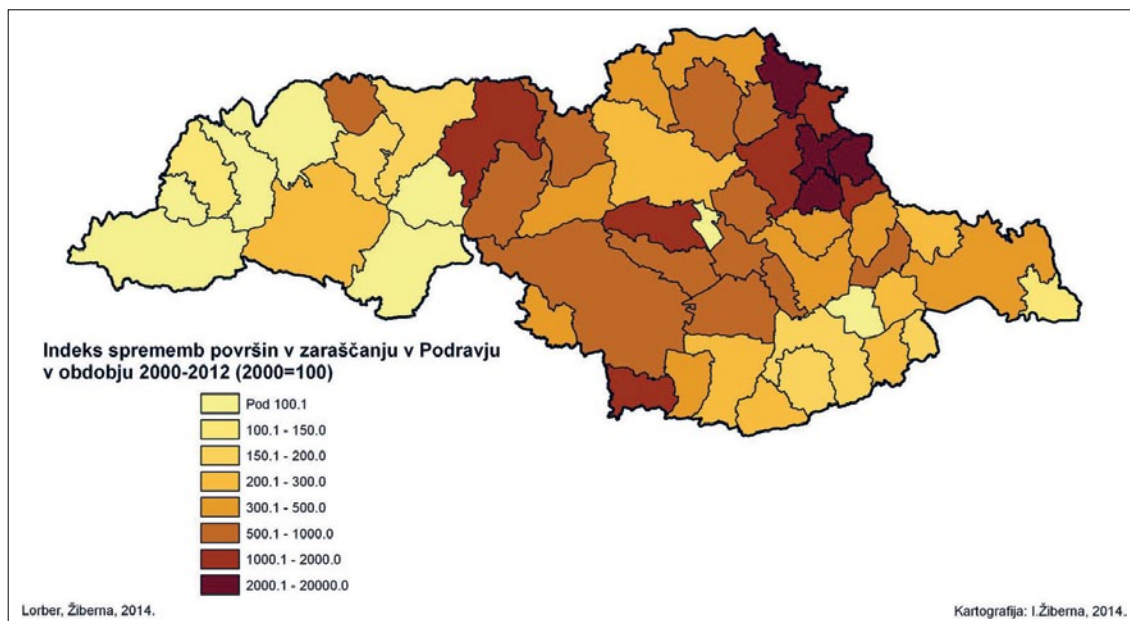 Indeks sprememb površin v zaraščanju v Podravju
v obdobju 2000-2012 (2000=100)
Pod 100.1
100.1 - 150.0
150.1 - 200.0
200.1 - 300.0
300.1 - 500.0
500.1 - 1000.0
1000.1 - 2000.0
2000.1 - 20000.0
Lorber, Žiberna, 2014.
Kartografija: I.Žiberna, 2014.